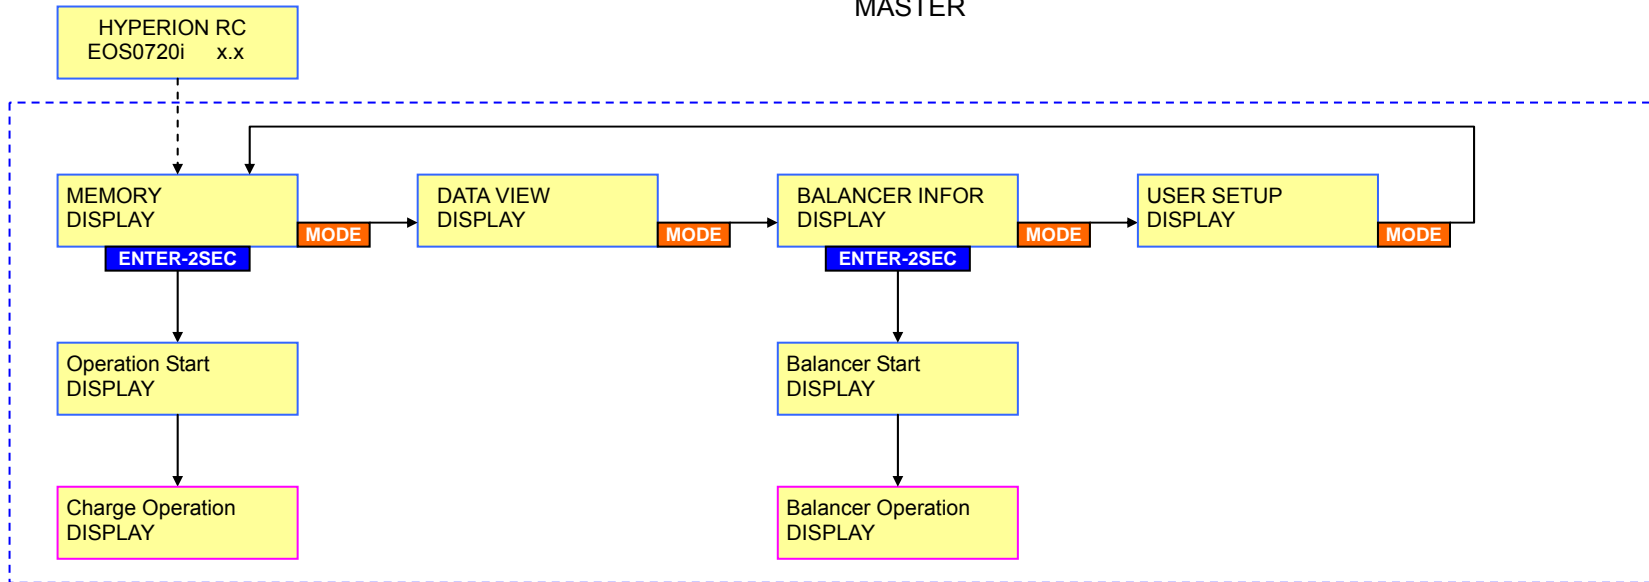 MASTER
HYPERION RC
EOS0720i x.x
MEMORY
DISPLAY
MODE
ENTER-2SEC
DATA VIEW
DISPLAY
MODE
BALANCER INFOR
DISPLAY
MODE
ENTER-2SEC
USER SETUP
DISPLAY
MODE
Operation Start
DISPLAY
Balancer Start
DISPLAY
Charge Operation
DISPLAY
Balancer Operation
DISPLAY